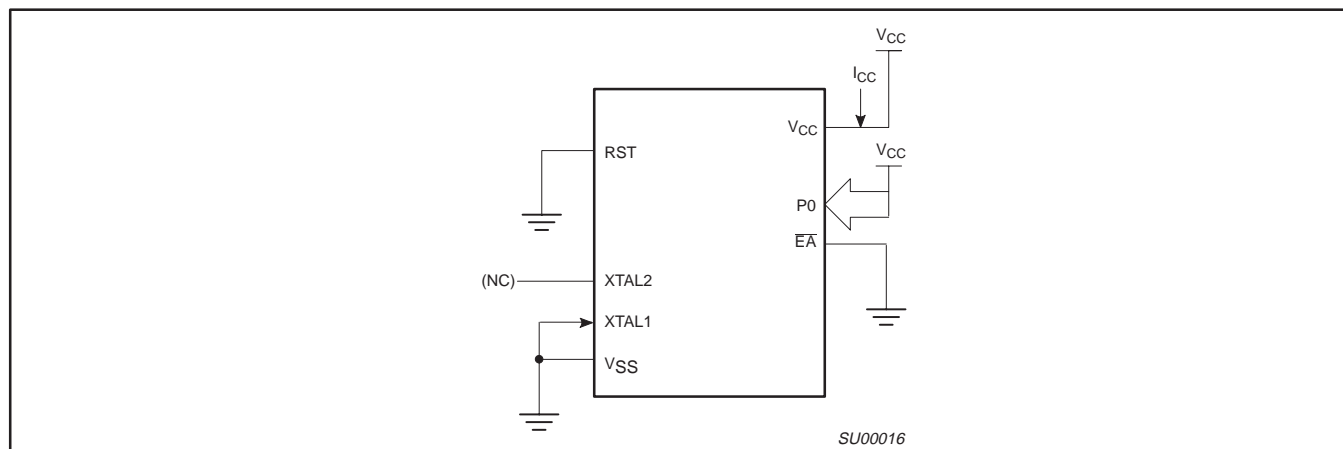 VCC
ICC
VCC
RST
VCC
P0
EA
(NC)
XTAL2
XTAL1
VSS
SU00016